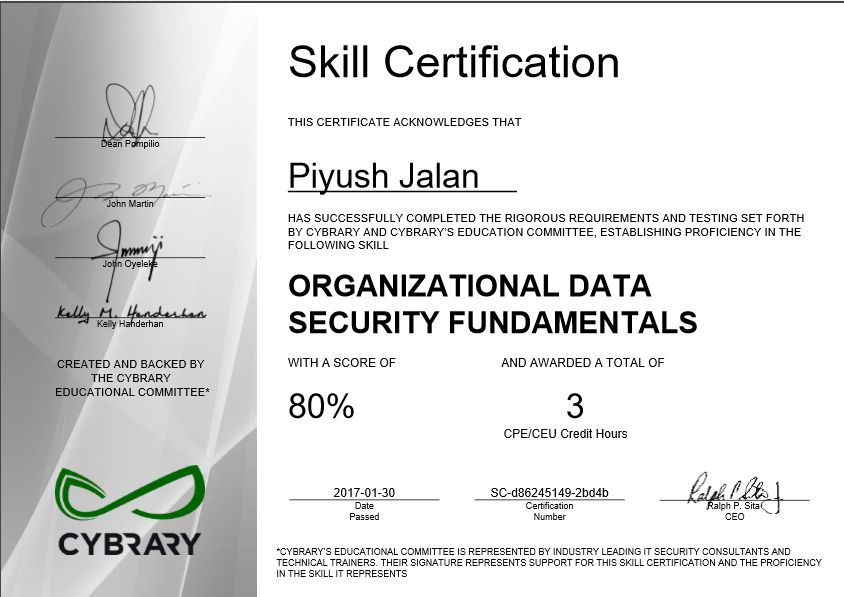 Skill Certification
THIS CERTIFICATE ACKNOWLEDGES THAT
Piyush Jalan
HAS SUCCESSFULLY COMPLETED THE RIGOROUS REQUIREMENTS AND TESTING SET FORTH
BY CYBRARY AND CYBRARY'S EDUCATION COMMITTEE, ESTABLISHING PROFICIENCY IN THE
FOLLOWING SKILL
ORGANIZATIONAL DATA
SECURITY FUNDAMENTALS
WITH A SCORE OF
AND AWARDED A TOTAL OF
80%
3
CPE/CEU Credit Hours
2017-01-30
Date
Passed
SC-d86245149-2bd4b
Certification
Number
Ralph P. Sita
Ralph P. Sita
CEO
*CYBRARY'S EDUCATIONAL COMMITTEE IS REPRESENTED BY INDUSTRY LEADING IT SECURITY CONSULTANTS AND
TECHNICAL TRAINERS. THEIR SIGNATURE REPRESENTS SUPPORT FOR THIS SKILL CERTIFICATION AND THE PROFICIENCY
IN THE SKILL IT REPRESENTS
Dean Pompilio
John Martin
John Oyeleke
Kelly M. Handerhan
Kelly Handerhan
CREATED AND BACKED BY
THE CYBRARY
EDUCATIONAL COMMITTEE*
CYBRARY